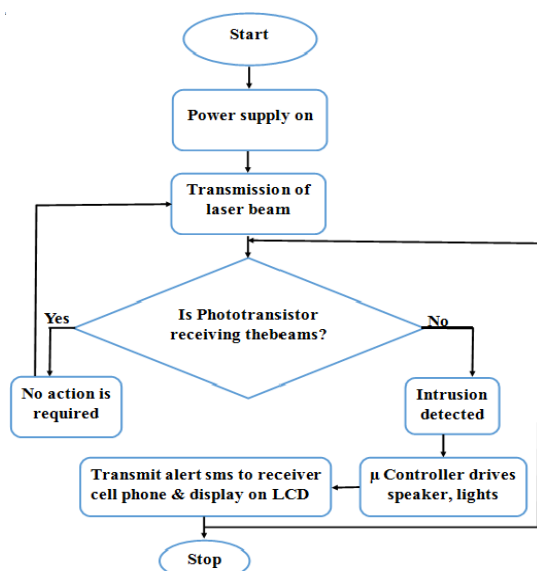 Start
Power supply on
Transmission of
laser beam
Is Phototransistor
receiving thebeams?
Yes
No
No action is
required
Intrusion
detected
Transmit alert sms to receiver
cell phone & display on LCD
µ Controller drives
speaker, lights
Stop